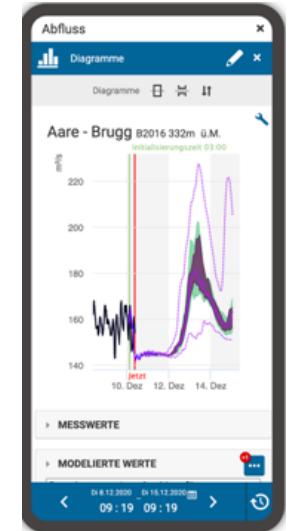 Abfluss ×
Diagramme ×
Diagramme
Aare - Brugg B2016 332m ü.M.
Initialisierungszeit 03:00
m³/s
220
200
180
160
140
Jetzt
10. Dez 12. Dez 14. Dez
MESSWERTE
MODELIERTE WERTE
+1
Di 8.12.2020 _ Di 15.12.2020
09 : 19 09 : 19